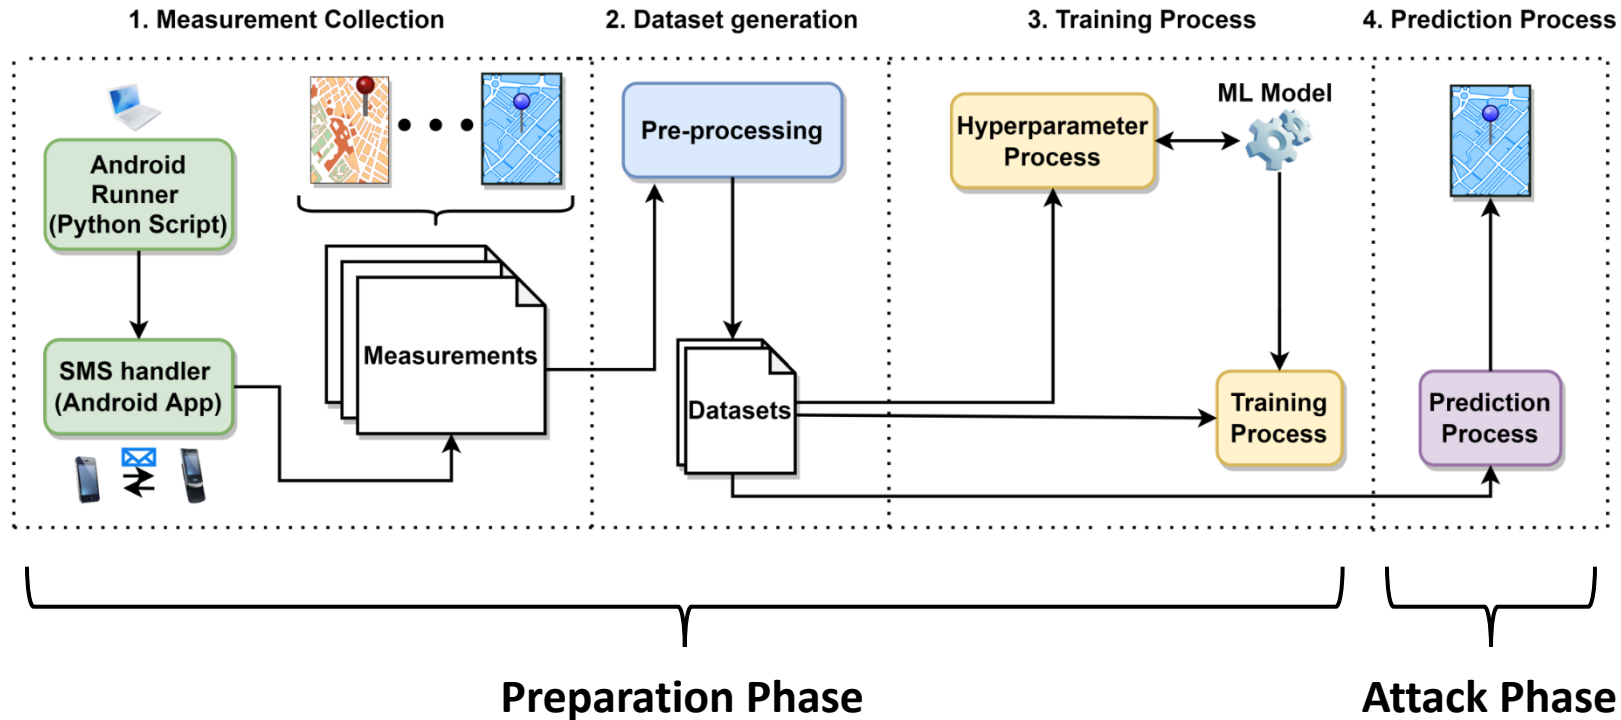 1. Measurement Collection
2. Dataset generation
3. Training Process
4. Prediction Process
Android
Runner
(Python Script)
SMS handler
(Android App)
Measurements
Pre-processing
Datasets
Hyperparameter
Process
ML Model
Training
Process
Prediction
Process
Preparation Phase
Attack Phase